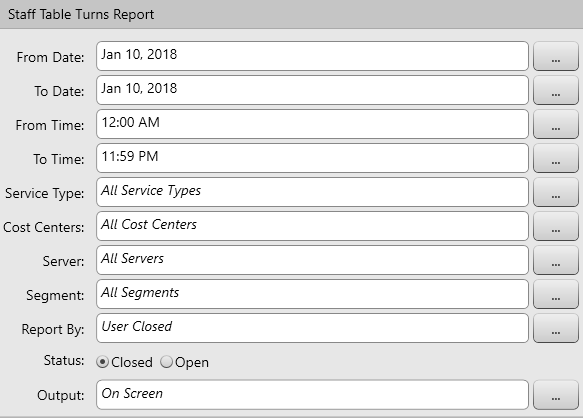 Staff Table Turns Report
From Date: Jan 10, 2018 ...
To Date: Jan 10, 2018 ...
From Time: 12:00 AM ...
To Time: 11:59 PM ...
Service Type: All Service Types ...
Cost Centers: All Cost Centers ...
Server: All Servers ...
Segment: All Segments ...
Report By: User Closed ...
Status: Closed Open
Output: On Screen ...